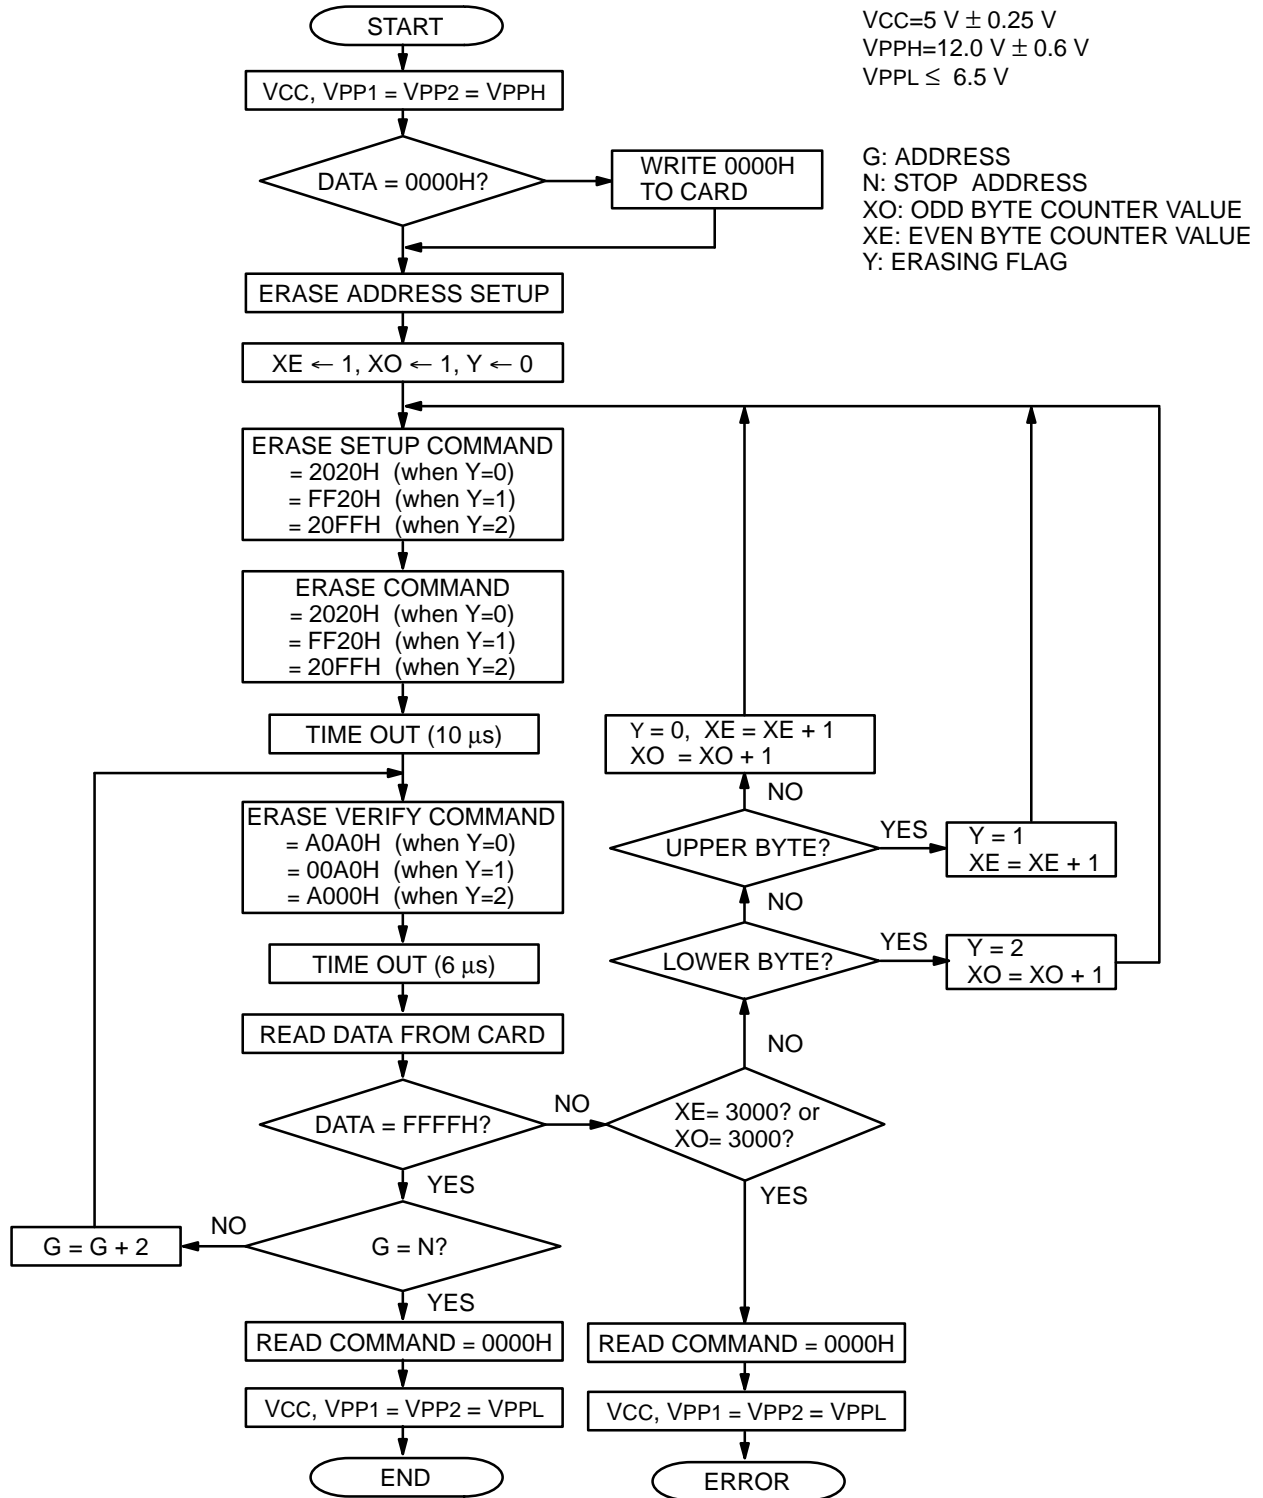 START
VCC, VPP1 = VPP2 = VPPH
DATA = 0000H?
WRITE 0000H
TO CARD
VCC=5 V ± 0.25 V
VPPH=12.0 V ± 0.6 V
VPPL ≤ 6.5 V
G: ADDRESS
N: STOP ADDRESS
XO: ODD BYTE COUNTER VALUE
XE: EVEN BYTE COUNTER VALUE
Y: ERASING FLAG
ERASE ADDRESS SETUP
XE ← 1, XO ← 1, Y ← 0
ERASE SETUP COMMAND
= 2020H (when Y=0)
= FF20H (when Y=1)
= 20FFH (when Y=2)
ERASE COMMAND
= 2020H (when Y=0)
= FF20H (when Y=1)
= 20FFH (when Y=2)
TIME OUT (10 μs)
ERASE VERIFY COMMAND
= A0A0H (when Y=0)
= 00A0H (when Y=1)
= A000H (when Y=2)
TIME OUT (6 μs)
READ DATA FROM CARD
DATA = FFFFH?
NO
YES
G = N?
NO
G = G + 2
YES
READ COMMAND = 0000H
VCC, VPP1 = VPP2 = VPPL
END
Y = 0, XE = XE + 1
XO = XO + 1
NO
UPPER BYTE?
YES
Y = 1
XE = XE + 1
NO
LOWER BYTE?
YES
Y = 2
XO = XO + 1
NO
XE= 3000? or
XO= 3000?
YES
READ COMMAND = 0000H
VCC, VPP1 = VPP2 = VPPL
ERROR